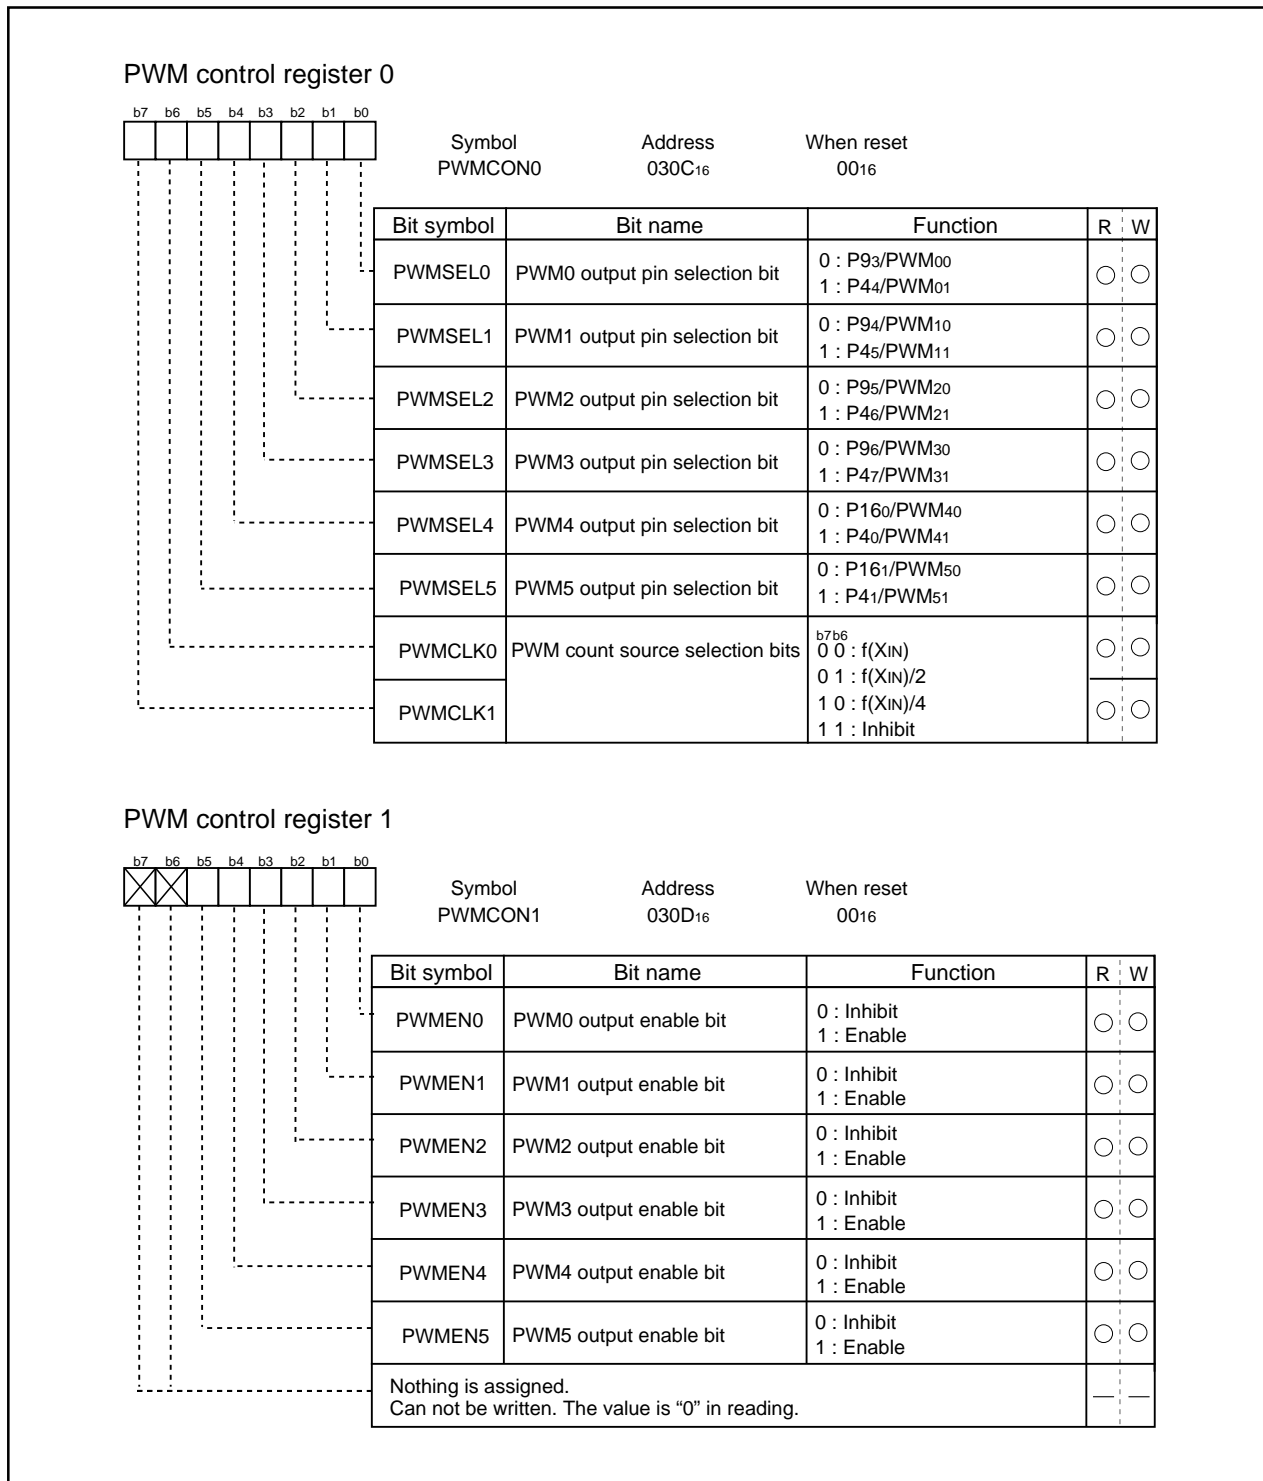 PWM control register 0
b7 b6 b5 b4 b3 b2 b1 b0
Symbol Address When reset
PWMCON0 030C16 0016
Bit symbol Bit name Function R W
PWMSEL0 PWM0 output pin selection bit 0 : P93/PWM00
1 : P44/PWM01
PWMSEL1 PWM1 output pin selection bit 0 : P94/PWM10
1 : P45/PWM11
PWMSEL2 PWM2 output pin selection bit 0 : P95/PWM20
1 : P46/PWM21
PWMSEL3 PWM3 output pin selection bit 0 : P96/PWM30
1 : P47/PWM31
PWMSEL4 PWM4 output pin selection bit 0 : P160/PWM40
1 : P40/PWM41
PWMSEL5 PWM5 output pin selection bit 0 : P161/PWM50
1 : P41/PWM51
b7b6
PWMCLK0 PWM count source selection bits 0 0 : f(XIN)
0 1 : f(XIN)/2
PWMCLK1 1 0 : f(XIN)/4
1 1 : Inhibit
PWM control register 1
b7 b6 b5 b4 b3 b2 b1 b0
Symbol Address When reset
PWMCON1 030D16 0016
Bit symbol Bit name Function R W
PWMEN0 PWM0 output enable bit 0 : Inhibit
1 : Enable
PWMEN1 PWM1 output enable bit 0 : Inhibit
1 : Enable
PWMEN2 PWM2 output enable bit 0 : Inhibit
1 : Enable
PWMEN3 PWM3 output enable bit 0 : Inhibit
1 : Enable
PWMEN4 PWM4 output enable bit 0 : Inhibit
1 : Enable
PWMEN5 PWM5 output enable bit 0 : Inhibit
1 : Enable
Nothing is assigned.
Can not be written. The value is “0” in reading.